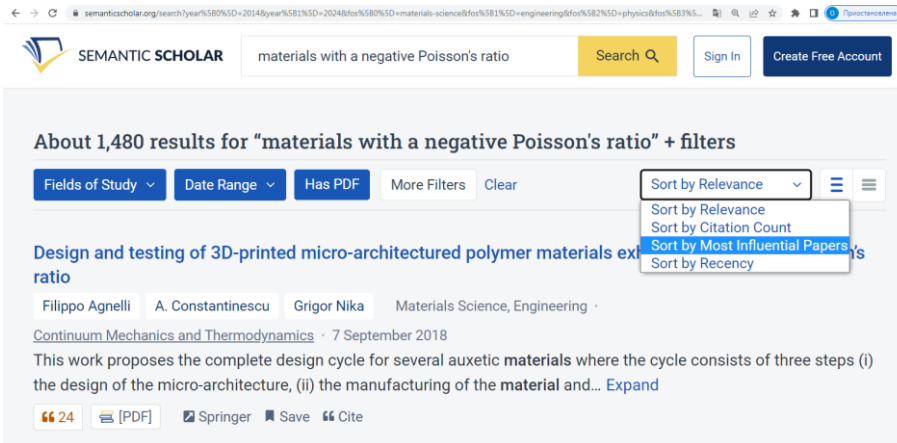 semanticscholar.org/search?year%5B0%5D=2014&year%5B1%5D=2024&fos%5B0%5D=materials-science&fos%5B1%5D=engineering&fos%5B2%5D=physics&fos%5B3%5...
Приостановлена
SEMANTIC SCHOLAR
materials with a negative Poisson's ratio
Search
Sign In
Create Free Account
About 1,480 results for “materials with a negative Poisson's ratio” + filters
Fields of Study
Date Range
Has PDF
More Filters
Clear
Sort by Relevance
Sort by Relevance
Sort by Citation Count
Sort by Most Influential Papers
Sort by Recency
Design and testing of 3D-printed micro-architectured polymer materials
ratio
Filippo Agnelli A. Constantinescu Grigor Nika Materials Science, Engineering ·
Continuum Mechanics and Thermodynamics · 7 September 2018
This work proposes the complete design cycle for several auxetic materials where the cycle consists of three steps (i)
the design of the micro-architecture, (ii) the manufacturing of the material and... Expand
24 [PDF] Springer Save Cite